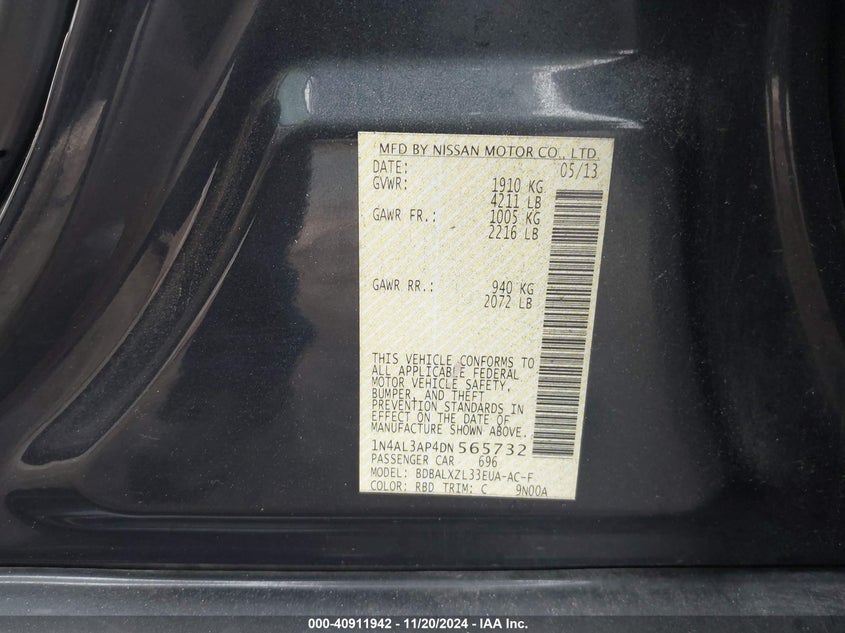 MFD BY NISSAN MOTOR CO., LTD.
DATE: 05/13
GVWR: 1910 KG
4211 LB
GAWR FR.: 1005 KG
2216 LB
GAWR RR.: 940 KG
2072 LB
THIS VEHICLE CONFORMS TO
ALL APPLICABLE FEDERAL
MOTOR VEHICLE SAFETY,
BUMPER, AND THEFT
PREVENTION STANDARDS IN
EFFECT ON THE DATE OF
MANUFACTURE SHOWN ABOVE.
1N4AL3AP4DN565732
PASSENGER CAR 696
MODEL: BDBALXZL33EUA-AC-F
COLOR: RBD TRIM: C 9N00A
000-40911942 - 11/20/2024 - IAA Inc.